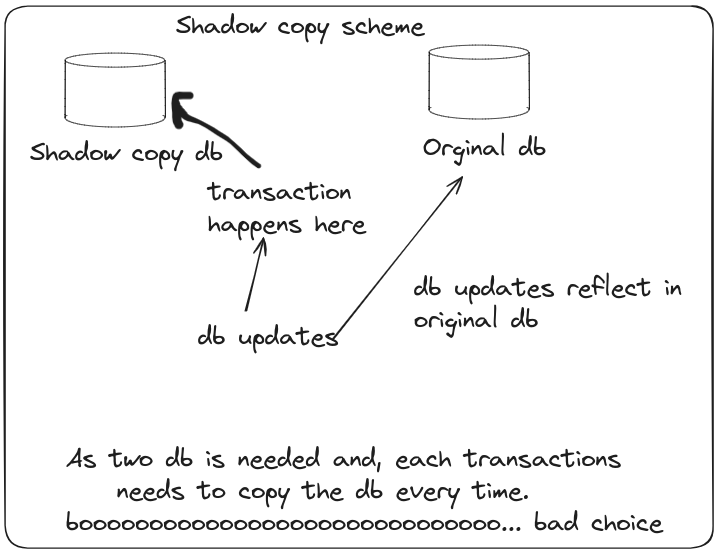 Shadow copy scheme
Shadow copy db
Orginal db
transaction
happens here
db updates reflect in
original db
db updates
As two db is needed and, each transactions
needs to copy the db every time.
boooooooooooooooooooooooooooooo... bad choice